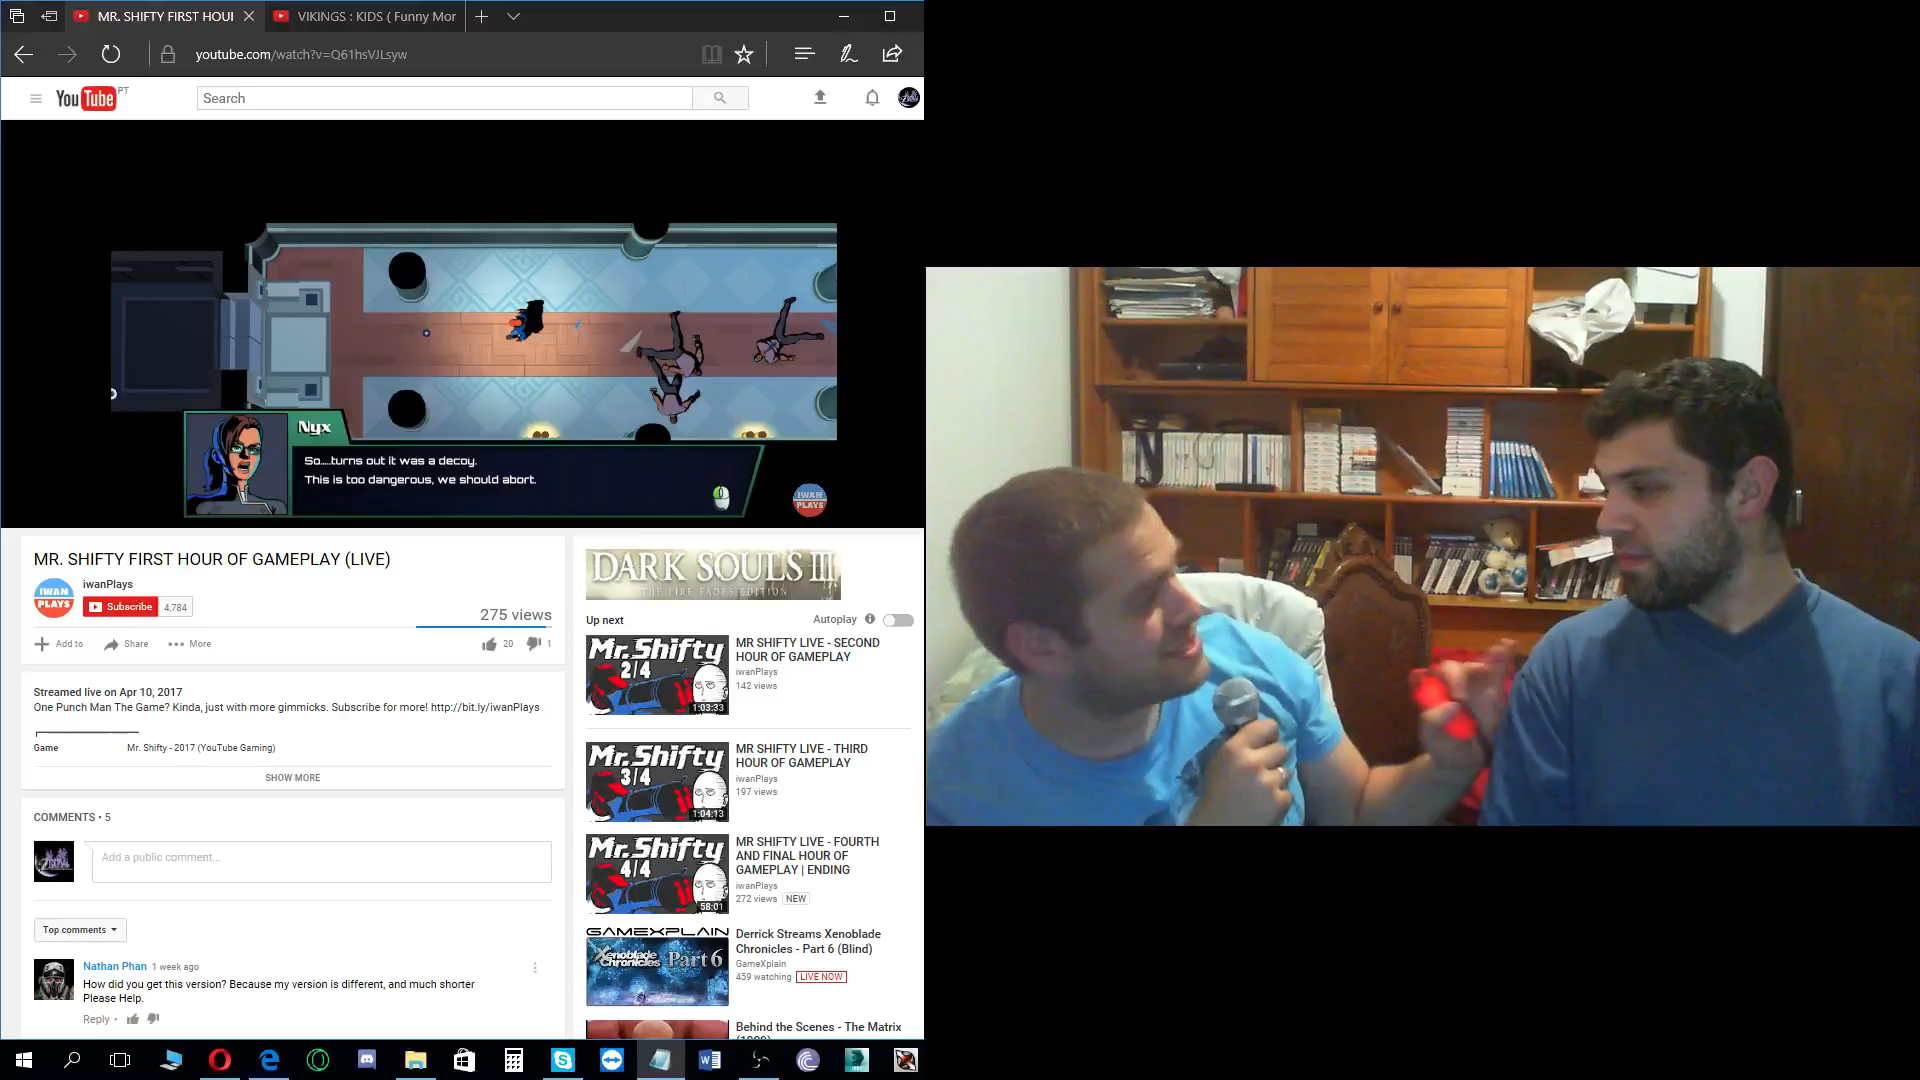 MR. SHIFTY FIRST HOUI
VIKINGS : KIDS ( Funny Mor
youtube.com/watch?v=Q61hsVJLsyw
YouTube PT
Search
Nyx
So....turns out it was a decoy.
This is too dangerous, we should abort.
IWAN
PLAYS
MR. SHIFTY FIRST HOUR OF GAMEPLAY (LIVE)
IWAN
PLAYS
iwanPlays
Subscribe 4,784
275 views
Add to Share More 20 1
Streamed live on Apr 10, 2017
One Punch Man The Game? Kinda, just with more gimmicks. Subscribe for more! http://bit.ly/iwanPlays
Game Mr. Shifty - 2017 (YouTube Gaming)
SHOW MORE
COMMENTS • 5
Add a public comment...
Top comments
Nathan Phan 1 week ago
How did you get this version? Because my version is different, and much shorter
Please Help.
Reply •
DARK SOULS III
THE FIRE FADES EDITION
Up next Autoplay
Mr.Shifty
2/4
1:03:33
MR SHIFTY LIVE - SECOND
HOUR OF GAMEPLAY
iwanPlays
142 views
Mr.Shifty
3/4
1:04:13
MR SHIFTY LIVE - THIRD
HOUR OF GAMEPLAY
iwanPlays
197 views
Mr.Shifty
4/4
58:01
MR SHIFTY LIVE - FOURTH
AND FINAL HOUR OF
GAMEPLAY | ENDING
iwanPlays
272 views NEW
GAMEXPLAIN
Xenoblade
Chronicles Part 6
Derrick Streams Xenoblade
Chronicles - Part 6 (Blind)
GameXplain
459 watching LIVE NOW
Behind the Scenes - The Matrix